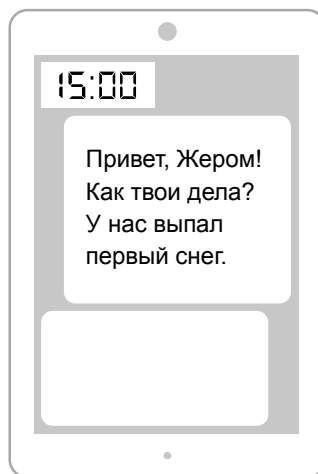 15:00
Привет, Жером!
Как твои дела?
У нас выпал
первый снег.